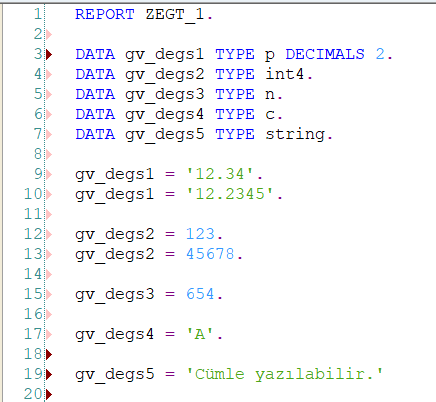 1 REPORT ZEGT_1.
2
3 DATA gv_degs1 TYPE p DECIMALS 2.
4 DATA gv_degs2 TYPE int4.
5 DATA gv_degs3 TYPE n.
6 DATA gv_degs4 TYPE c.
7 DATA gv_degs5 TYPE string.
8
9 gv_degs1 = '12.34'.
10 gv_degs1 = '12.2345'.
11
12 gv_degs2 = 123.
13 gv_degs2 = 45678.
14
15 gv_degs3 = 654.
16
17 gv_degs4 = 'A'.
18
19 gv_degs5 = 'Cümle yazılabilir.'
20